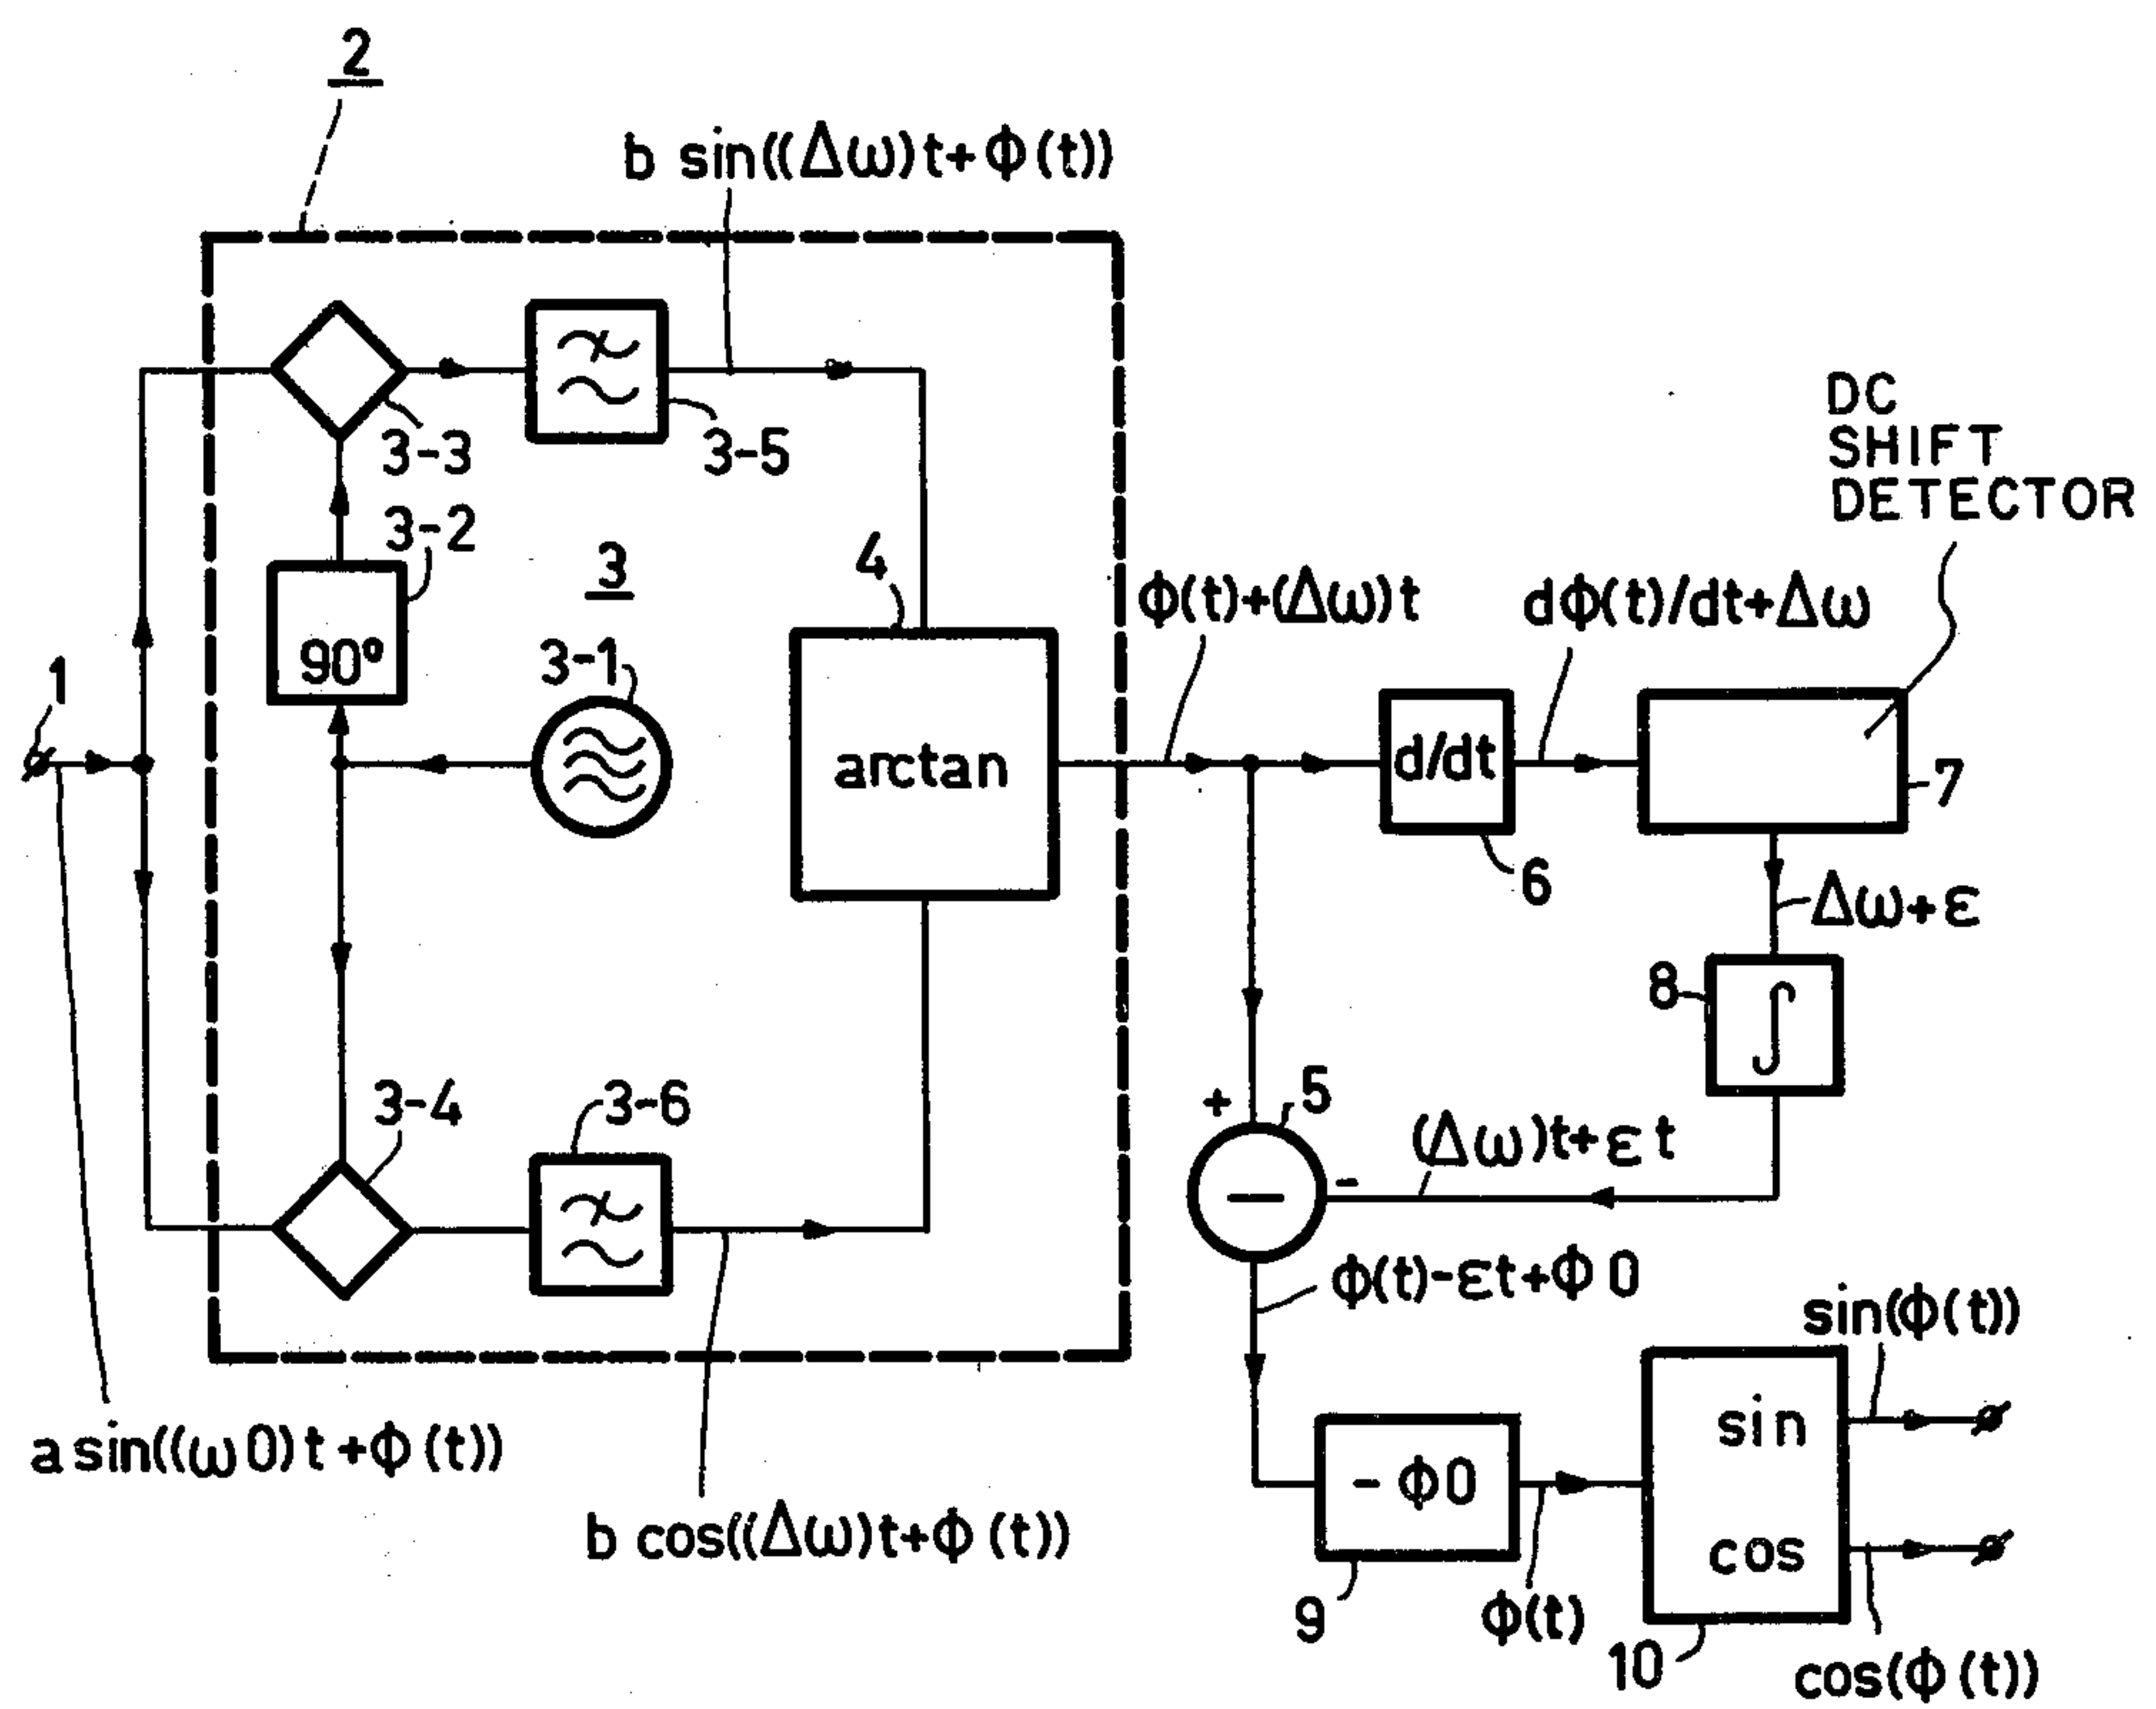 2
b sin((Δω)t+Φ(t))
3-3
3-5
DC
SHIFT
DETECTOR
3-2
90°
3
4
3-1
1
arctan
Φ(t)+(Δω)t
dΦ(t)/dt+Δω
d/dt
7
6
Δω+ε
8
∫
3-4
3-6
+
5
−
-
(Δω)t+εt
Φ(t)-εt+Φ0
a sin((ω0)t+Φ(t))
b cos((Δω)t+Φ(t))
-Φ0
9
Φ(t)
sin
cos
10
sin(Φ(t))
cos(Φ(t))